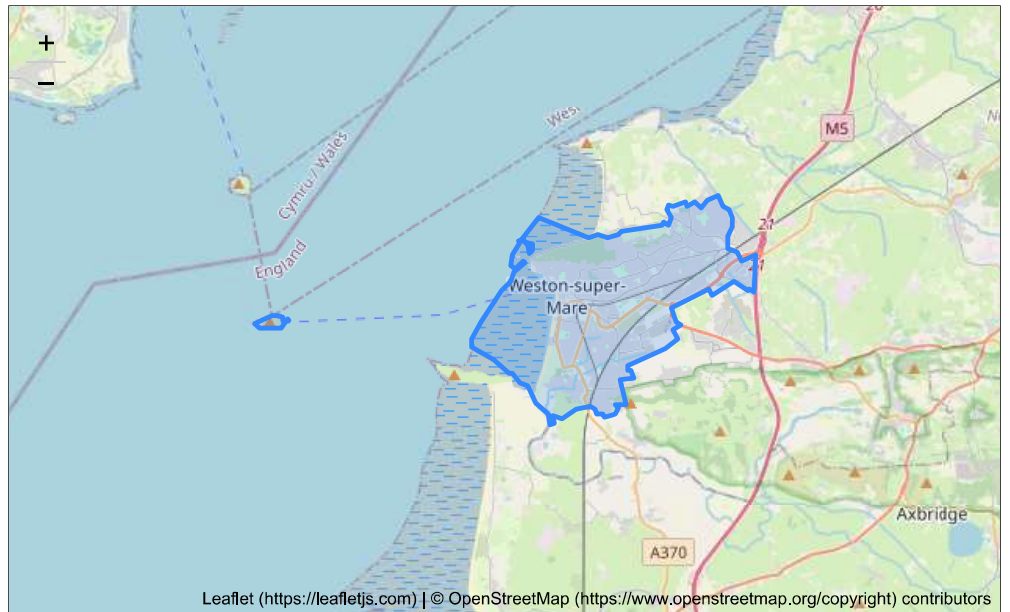 +
−
20
M5
Cymru / Wales
England
21
21
Weston-super-
Mare
Axbridge
A370
Leaflet (https://leafletjs.com) | © OpenStreetMap (https://www.openstreetmap.org/copyright) contributors